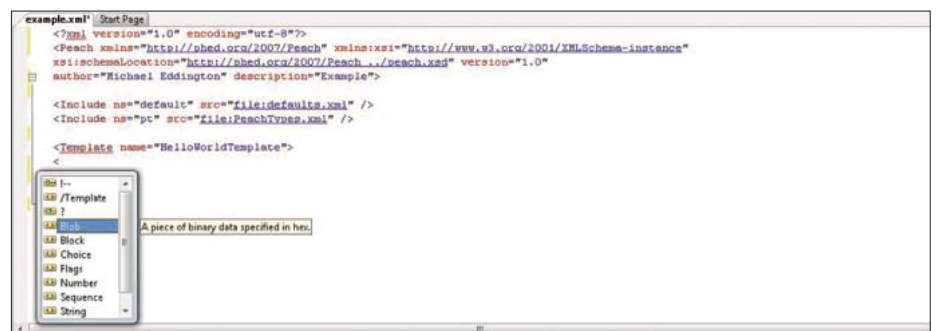 example.xml* Start Page
<?xml version="1.0" encoding="utf-8"?>
<Peach xmlns="http://phed.org/2007/Peach" xmlns:xsi="http://www.w3.org/2001/XMLSchema-instance"
xsi:schemaLocation="http://phed.org/2007/Peach ../peach.xsd" version="1.0"
author="Michael Eddington" description="Example">
<Include ns="default" src="file:defaults.xml" />
<Include ns="pt" src="file:PeachTypes.xml" />
<Template name="HelloWorldTemplate">
<
!--
/Template
?
Blob A piece of binary data specified in hex.
Block
Choice
Flags
Number
Sequence
String